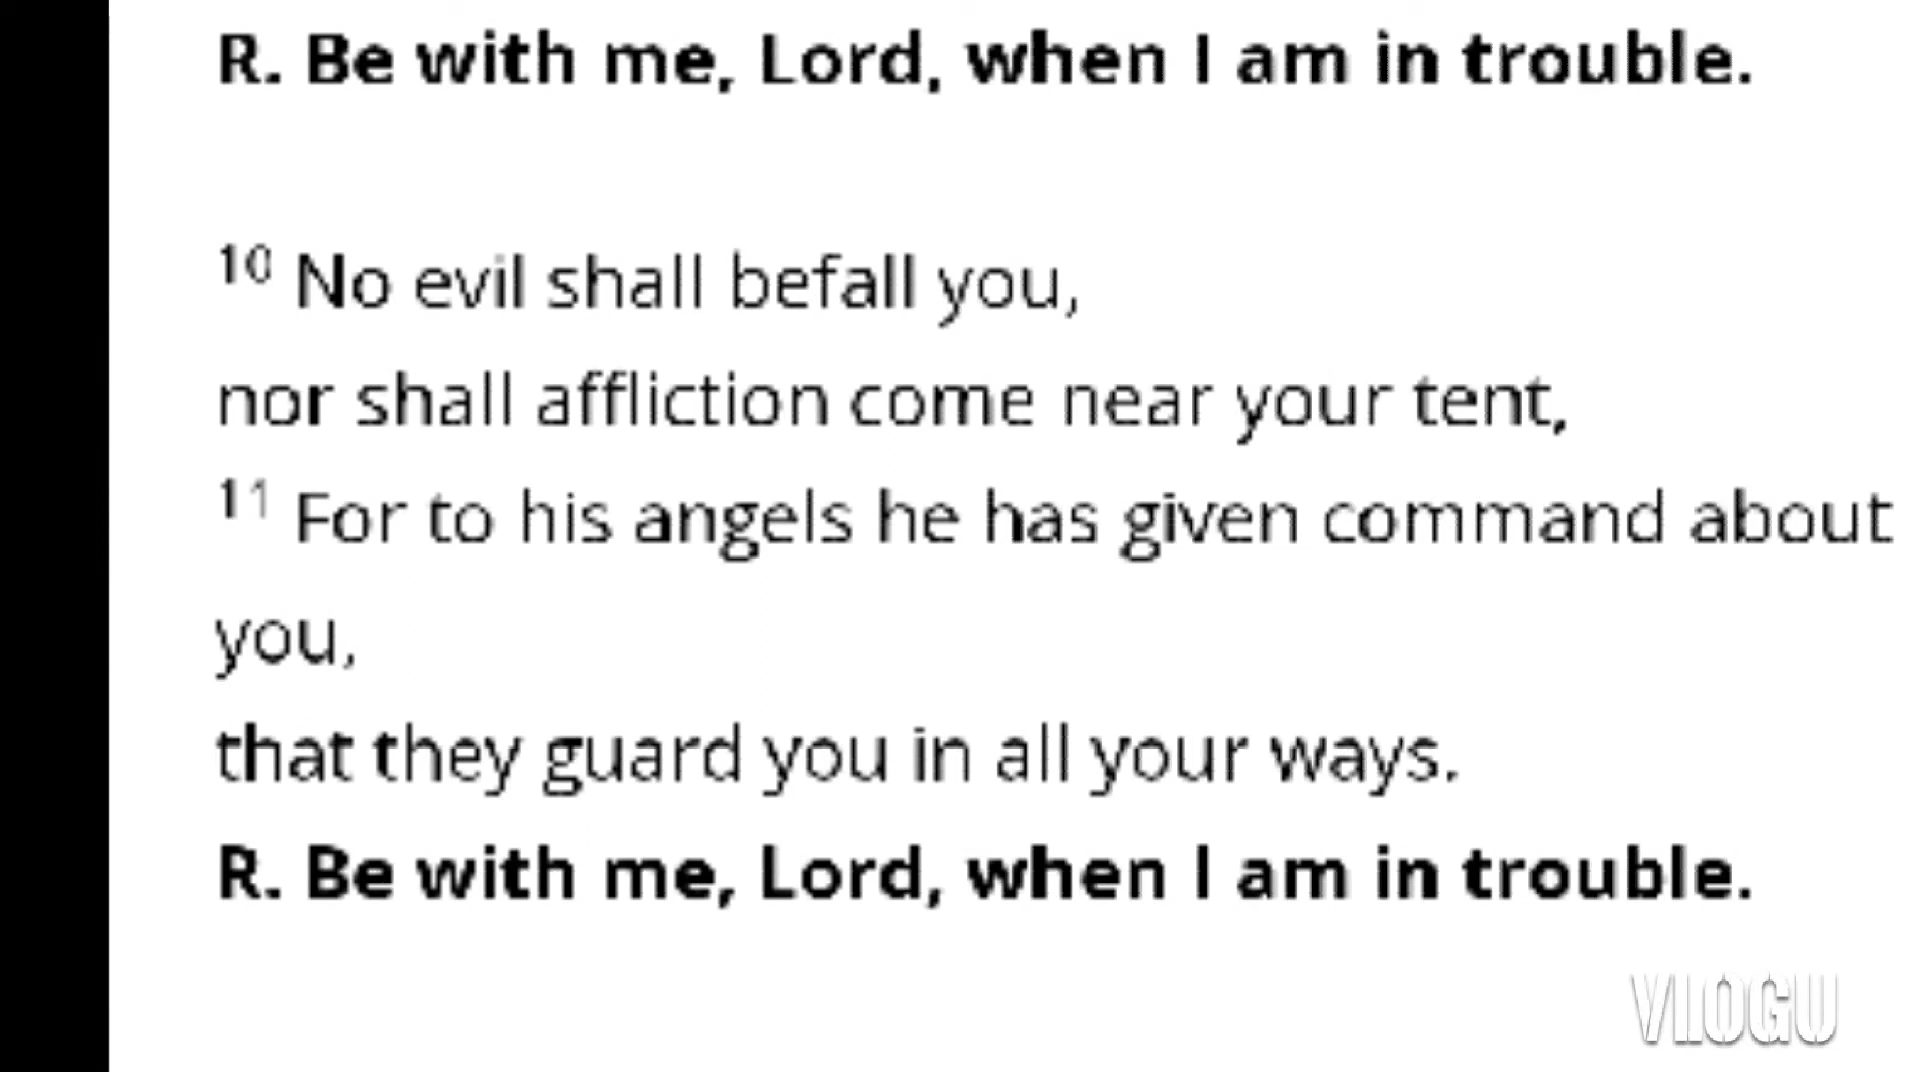 R. Be with me, Lord, when I am in trouble.
10 No evil shall befall you,
nor shall affliction come near your tent,
11 For to his angels he has given command about
you,
that they guard you in all your ways.
R. Be with me, Lord, when I am in trouble.
VLOGU